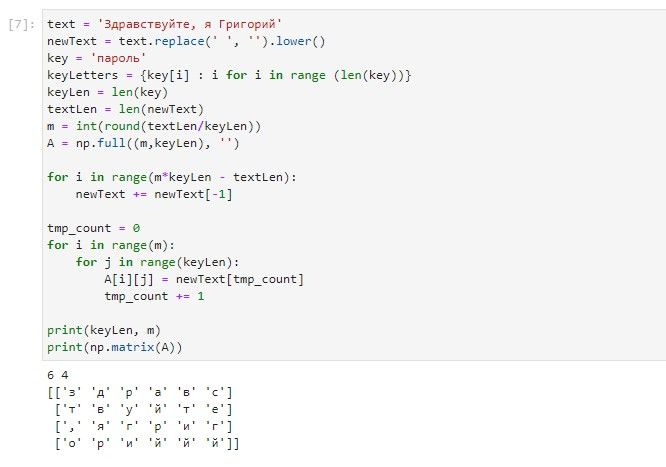 [7]: text = 'Здравствуйте, я Григорий'
newText = text.replace(' ', '').lower()
key = 'пароль'
keyLetters = {key[i] : i for i in range (len(key))}
keyLen = len(key)
textLen = len(newText)
m = int(round(textLen/keyLen))
A = np.full((m,keyLen), '')
for i in range(m*keyLen - textLen):
newText += newText[-1]
tmp_count = 0
for i in range(m):
for j in range(keyLen):
A[i][j] = newText[tmp_count]
tmp_count += 1
print(keyLen, m)
print(np.matrix(A))
6 4
[['з' 'д' 'р' 'а' 'в' 'с']
['т' 'в' 'у' 'й' 'т' 'е']
[',' 'я' 'г' 'р' 'и' 'г']
['о' 'р' 'и' 'й' 'й' 'й']]